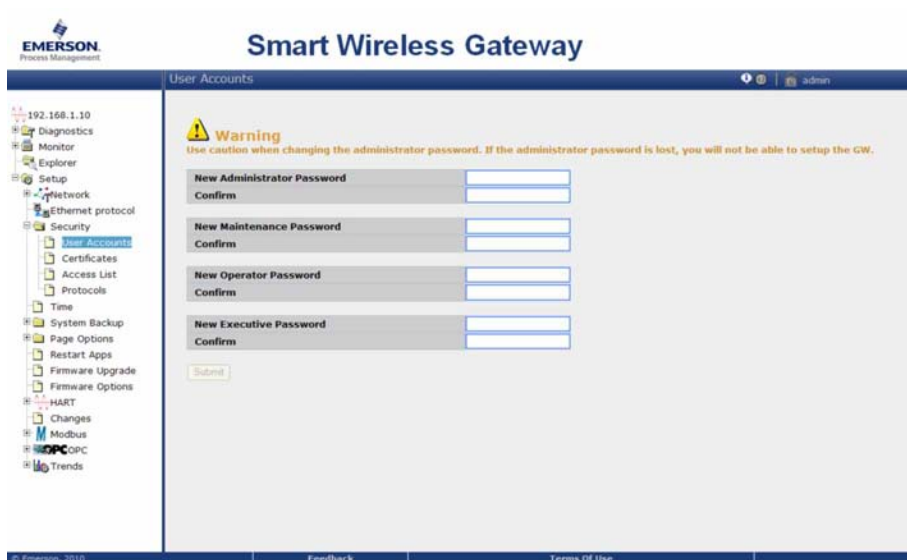 EMERSON.
Process Management
Smart Wireless Gateway
User Accounts
admin
192.168.1.10
Diagnostics
Monitor
Explorer
Setup
Network
Ethernet protocol
Security
User Accounts
Certificates
Access List
Protocols
Time
System Backup
Page Options
Restart Apps
Firmware Upgrade
Firmware Options
HART
Changes
Modbus
OPC OPC
Trends
Warning
Use caution when changing the administrator password. If the administrator password is lost, you will not be able to setup the GW.
New Administrator Password
Confirm
New Maintenance Password
Confirm
New Operator Password
Confirm
New Executive Password
Confirm
Submit
© Emerson, 2010
Feedback
Terms Of Use